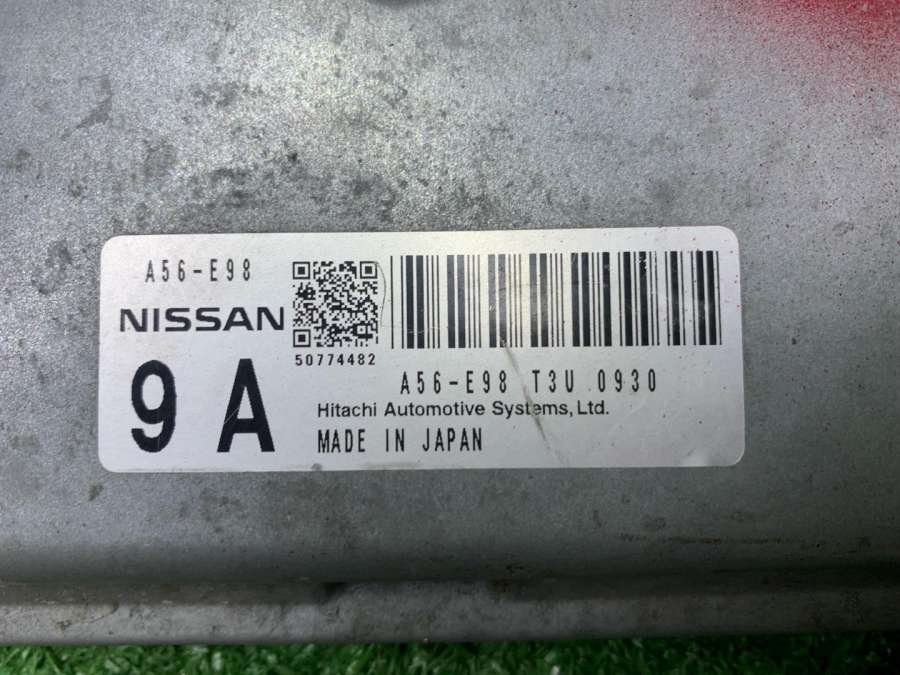 A56-E98
NISSAN
50774482
9 A
A56-E98 T3U 0930
Hitachi Automotive Systems, Ltd.
MADE IN JAPAN